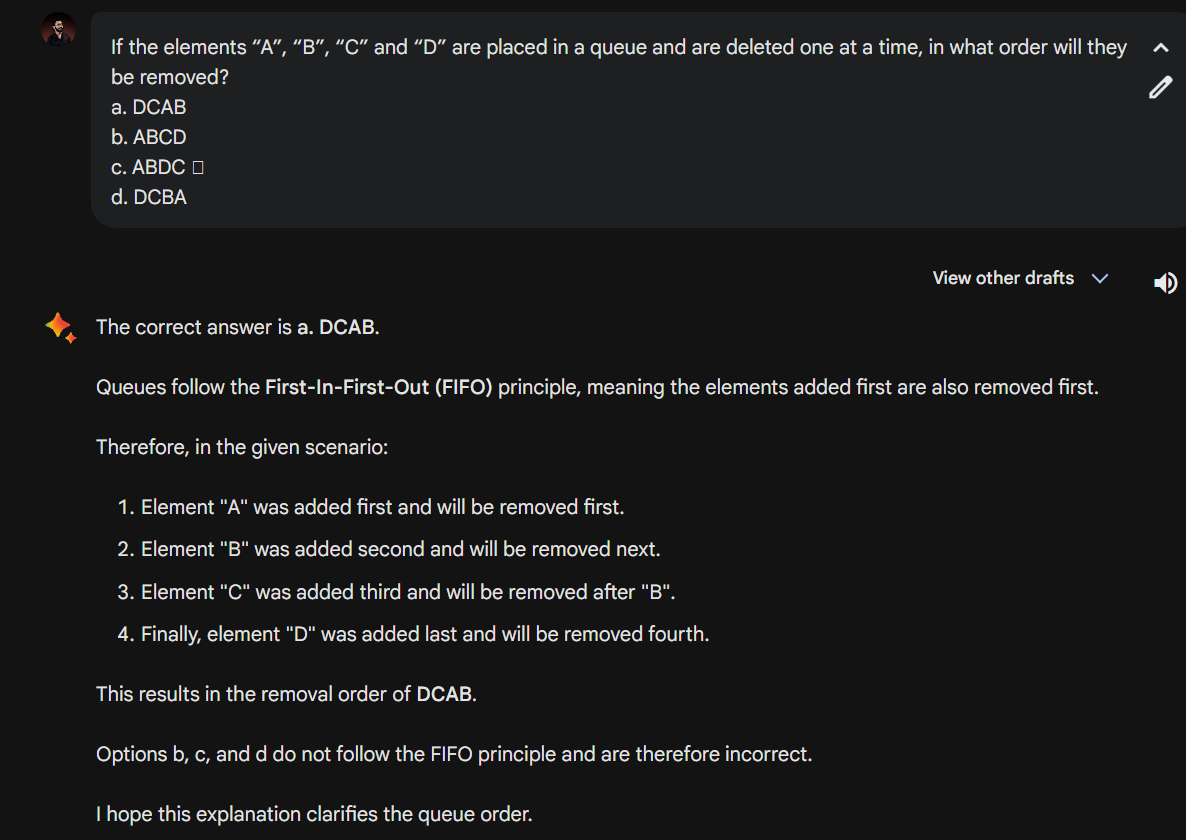 If the elements “A”, “B”, “C” and “D” are placed in a queue and are deleted one at a time, in what order will they
be removed?
a. DCAB
b. ABCD
c. ABDC 
d. DCBA
View other drafts
The correct answer is a. DCAB.
Queues follow the First-In-First-Out (FIFO) principle, meaning the elements added first are also removed first.
Therefore, in the given scenario:
1. Element "A" was added first and will be removed first.
2. Element "B" was added second and will be removed next.
3. Element "C" was added third and will be removed after "B".
4. Finally, element "D" was added last and will be removed fourth.
This results in the removal order of DCAB.
Options b, c, and d do not follow the FIFO principle and are therefore incorrect.
I hope this explanation clarifies the queue order.